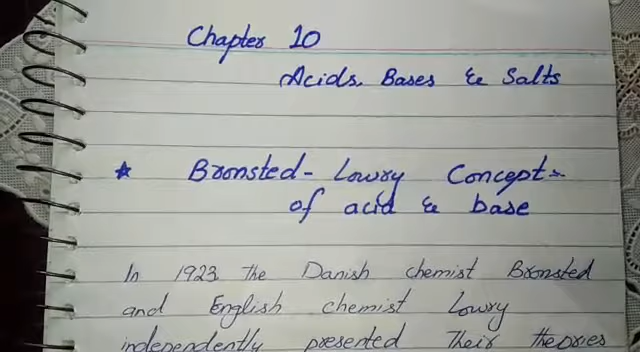 Chapter 10
Acids, Bases & Salts
* Bronsted-Lowry Concept:-
of acid & base
In 1923 the Danish chemist Bronsted
and English chemist Lowry
independently presented their theories